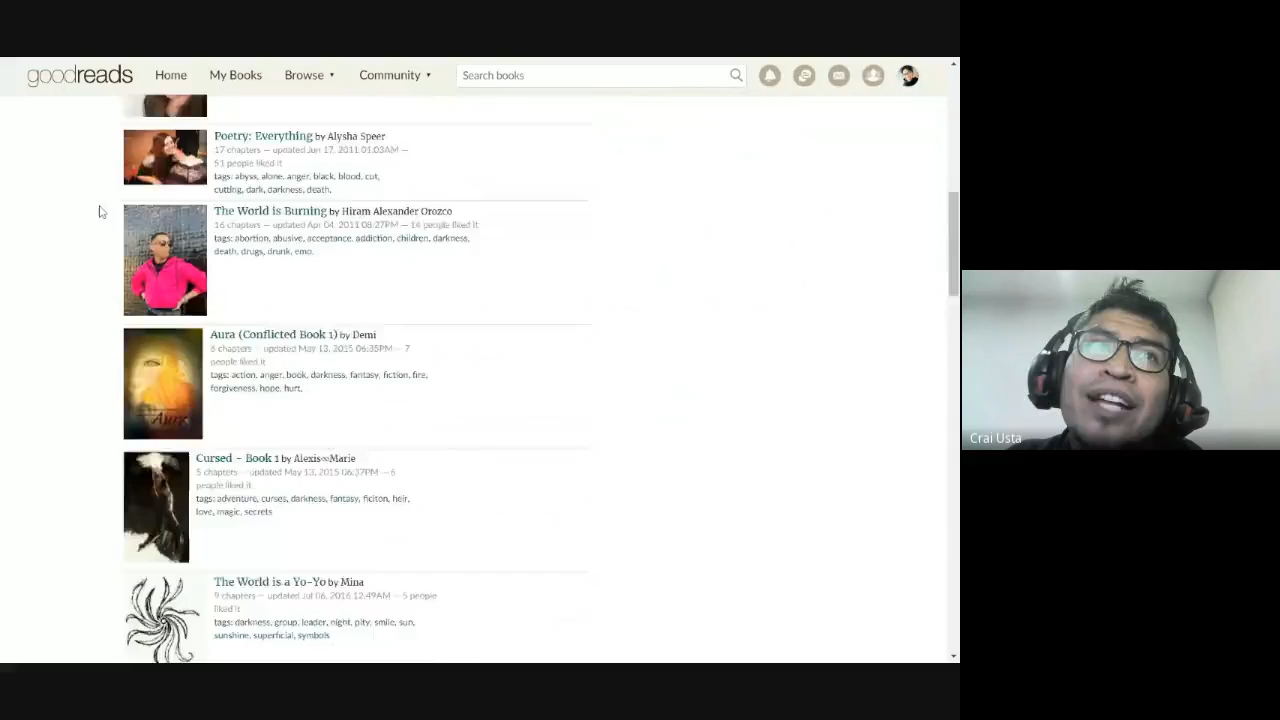 goodreads Home My Books Browse ▾ Community ▾ Search books
Poetry: Everything by Alysha Speer
17 chapters — updated Jun 17, 2011 01:03AM —
51 people liked it
tags: abyss, alone, anger, black, blood, cut,
cutting, dark, darkness, death,
The World is Burning by Hiram Alexander Orozco
16 chapters — updated Apr 04, 2011 08:27PM — 14 people liked it
tags: abortion, abusive, acceptance, addiction, children, darkness,
death, drugs, drunk, emo,
Aura (Conflicted Book 1) by Demi
8 chapters — updated May 13, 2015 06:35PM — 7
people liked it
tags: action, anger, book, darkness, fantasy, fiction, fire,
forgiveness, hope, hurt,
Aura
Cursed - Book 1 by Alexis∞Marie
5 chapters — updated May 13, 2015 06:37PM — 6
people liked it
tags: adventure, curses, darkness, fantasy, ficiton, heir,
love, magic, secrets
The World is a Yo-Yo by Mina
9 chapters — updated Jul 06, 2016 12:49AM — 5 people
liked it
tags: darkness, group, leader, night, pity, smile, sun,
sunshine, superficial, symbols
Crai Usta